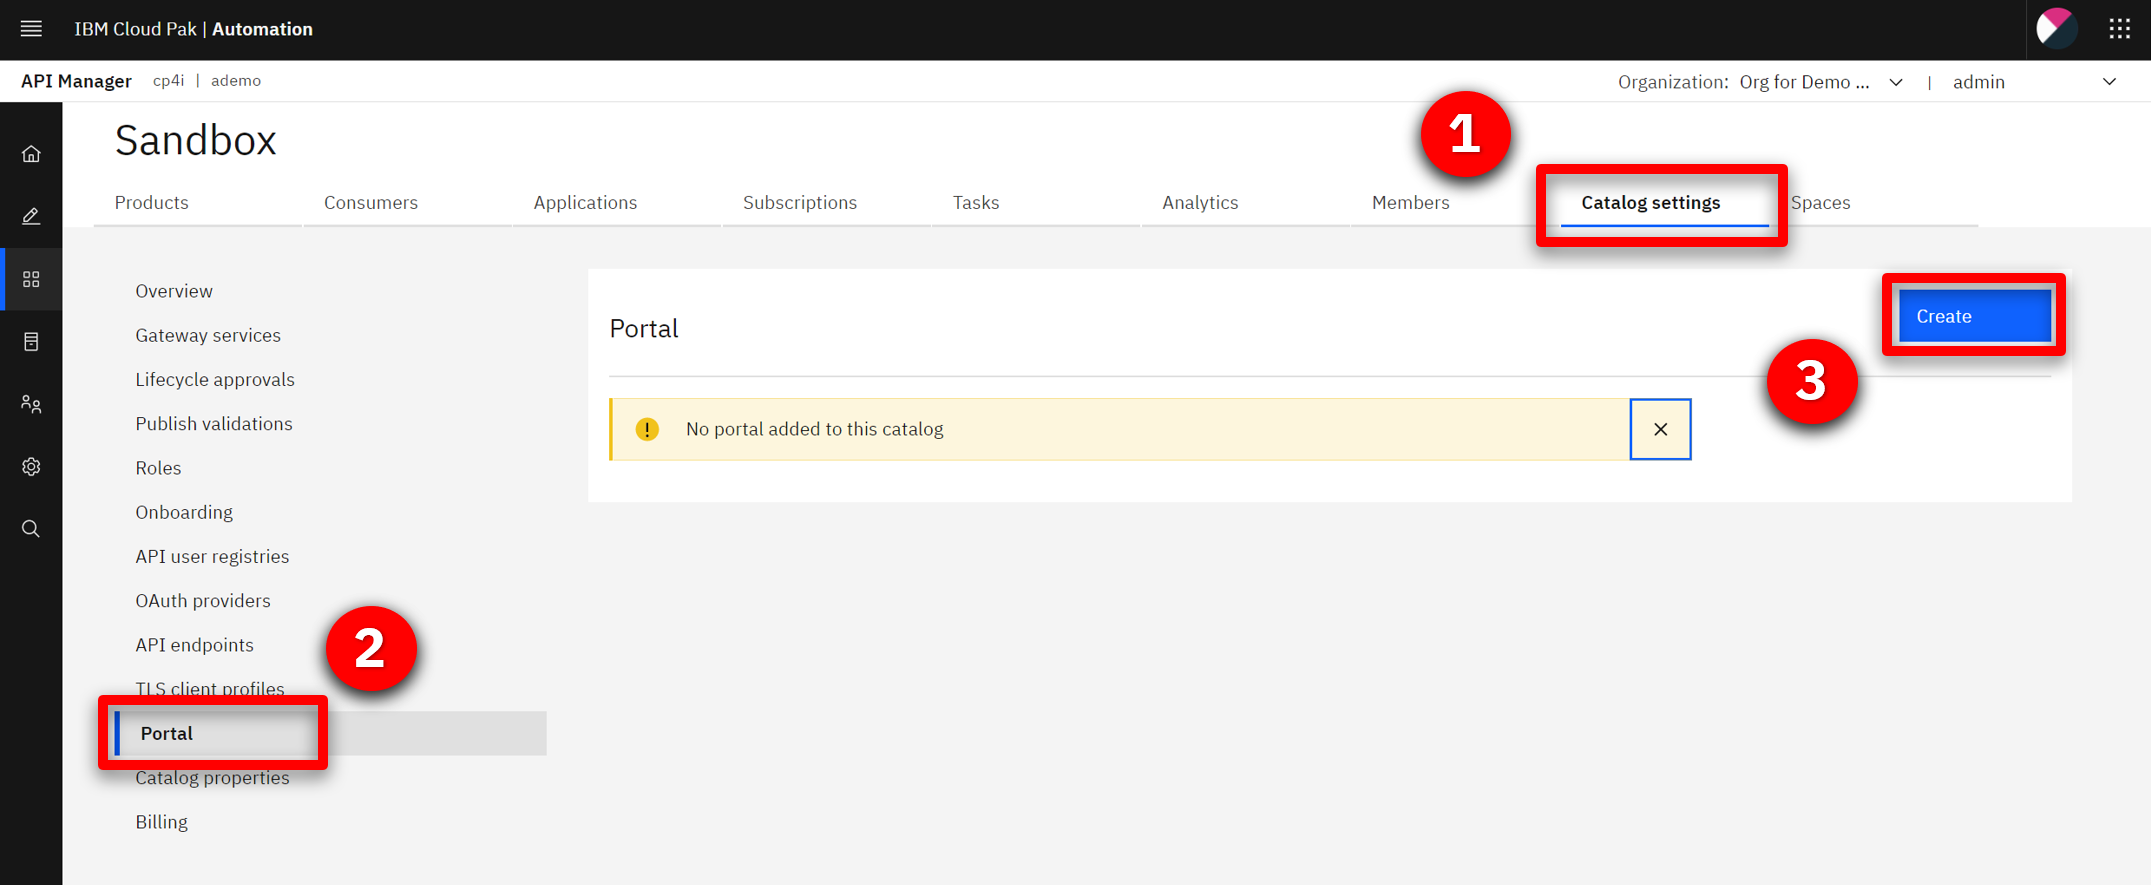 IBM Cloud Pak | Automation
API Manager cp4i | ademo
Organization: Org for Demo ... | admin
Sandbox
1
Products Consumers Applications Subscriptions Tasks Analytics Members Catalog settings Spaces
Overview
Gateway services
Lifecycle approvals
Publish validations
Roles
Onboarding
API user registries
OAuth providers
API endpoints
2
TLS client profiles
Portal
Catalog properties
Billing
Portal
Create
3
No portal added to this catalog